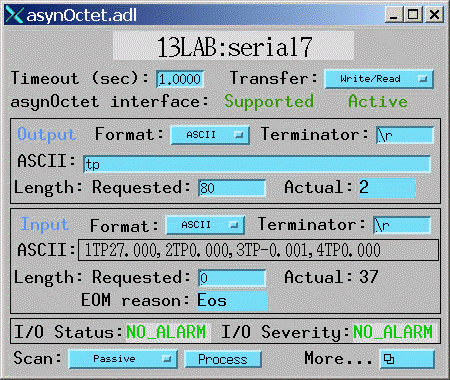 asynOctet.adl
13LAB:serial7
Timeout (sec): 1.0000 Transfer: Write/Read
asynOctet interface: Supported Active
Output Format: ASCII Terminator: \r
ASCII: tp
Length: Requested: 80 Actual: 2
Input Format: ASCII Terminator: \r
ASCII: 1TP27.000,2TP0.000,3TP-0.001,4TP0.000
Length: Requested: 0 Actual: 37
EOM reason: Eos
I/O Status: NO_ALARM I/O Severity: NO_ALARM
Scan: Passive Process More...